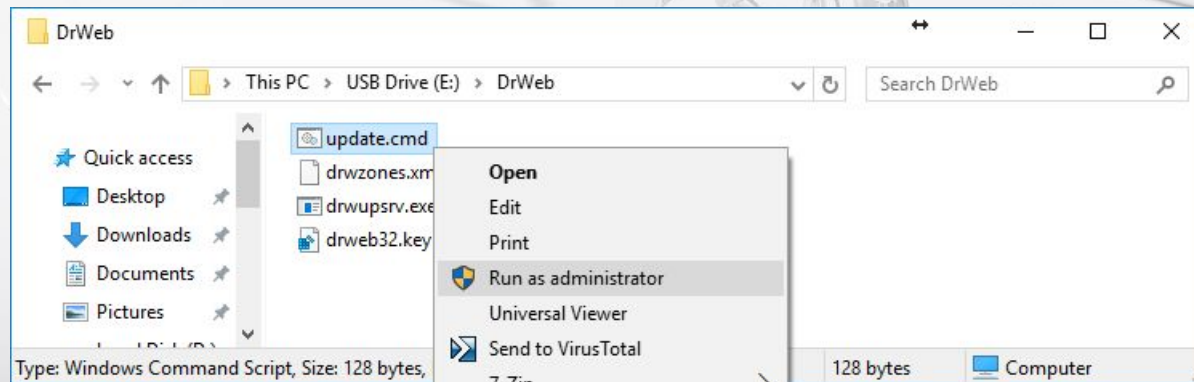 DrWeb
This PC > USB Drive (E:) > DrWeb
Search DrWeb
Quick access
Desktop
Downloads
Documents
Pictures
update.cmd
drwzones.xm
drwupsrv.exe
drweb32.key
Open
Edit
Print
Run as administrator
Universal Viewer
Send to VirusTotal
Type: Windows Command Script, Size: 128 bytes,
128 bytes
Computer